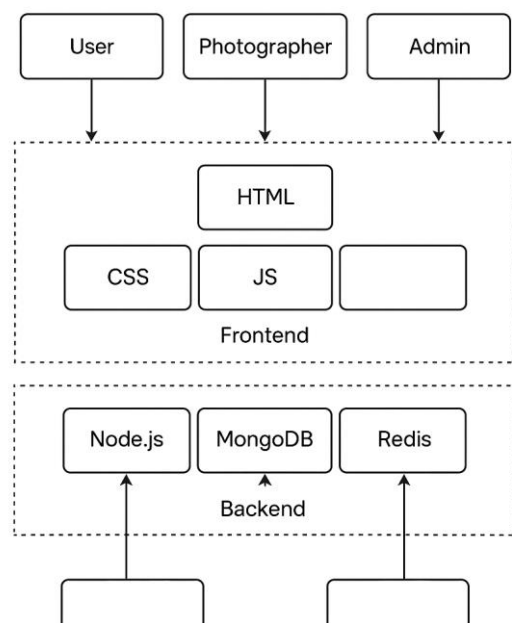 User
Photographer
Admin
HTML
CSS
JS
Frontend
Node.js
MongoDB
Redis
Backend